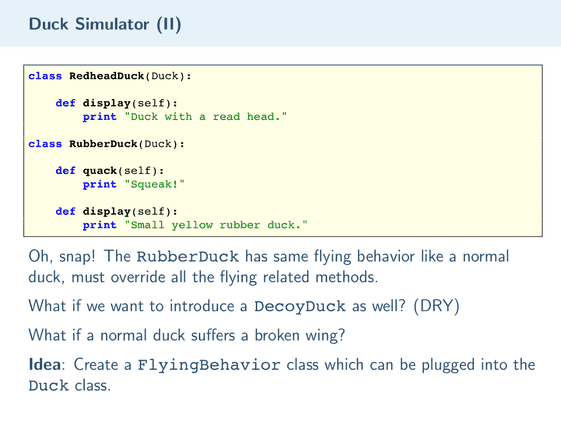 Duck Simulator (II)
class RedheadDuck(Duck):
def display(self):
print "Duck with a read head."
class RubberDuck(Duck):
def quack(self):
print "Squeak!"
def display(self):
print "Small yellow rubber duck."
Oh, snap! The RubberDuck has same flying behavior like a normal
duck, must override all the flying related methods.
What if we want to introduce a DecoyDuck as well? (DRY)
What if a normal duck suffers a broken wing?
Idea: Create a FlyingBehavior class which can be plugged into the
Duck class.